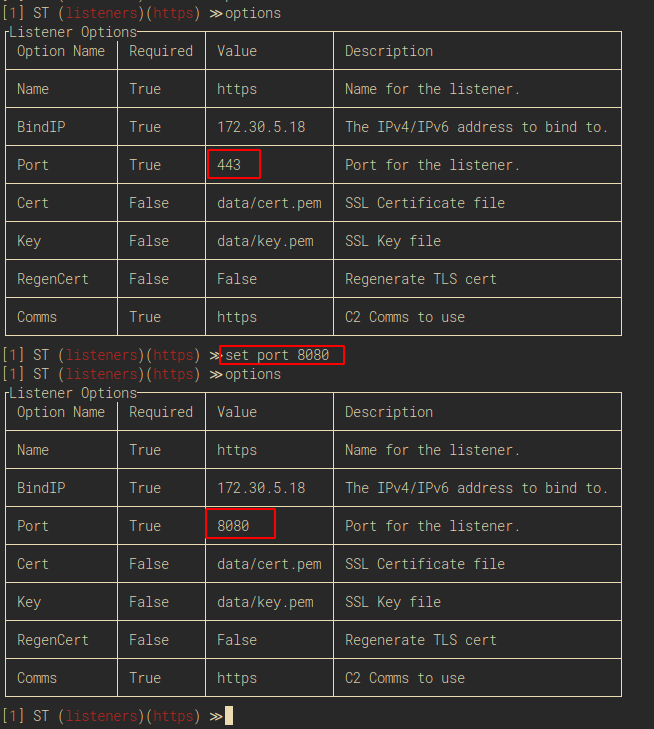 [1] ST (listeners)(https) ≫options
Listener Options
Option Name Required Value Description
Name True https Name for the listener.
BindIP True 172.30.5.18 The IPv4/IPv6 address to bind to.
Port True 443 Port for the listener.
Cert False data/cert.pem SSL Certificate file
Key False data/key.pem SSL Key file
RegenCert False False Regenerate TLS cert
Comms True https C2 Comms to use
[1] ST (listeners)(https) ≫set port 8080
[1] ST (listeners)(https) ≫options
Listener Options
Option Name Required Value Description
Name True https Name for the listener.
BindIP True 172.30.5.18 The IPv4/IPv6 address to bind to.
Port True 8080 Port for the listener.
Cert False data/cert.pem SSL Certificate file
Key False data/key.pem SSL Key file
RegenCert False False Regenerate TLS cert
Comms True https C2 Comms to use
[1] ST (listeners)(https) ≫